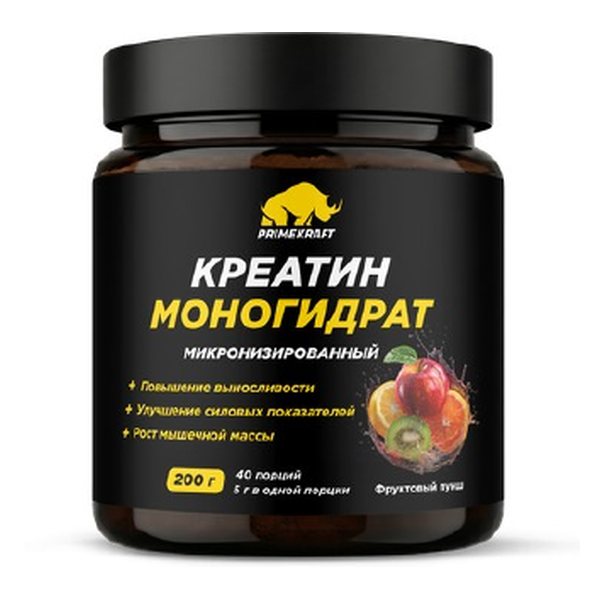 PRIMEKRAFT
КРЕАТИН
МОНОГИДРАТ
МИКРОНИЗИРОВАННЫЙ
+ Повышение выносливости
+ Улучшение силовых показателей
+ Рост мышечной массы
200 г
40 порций
5 г в одной порции
Фруктовый пунш